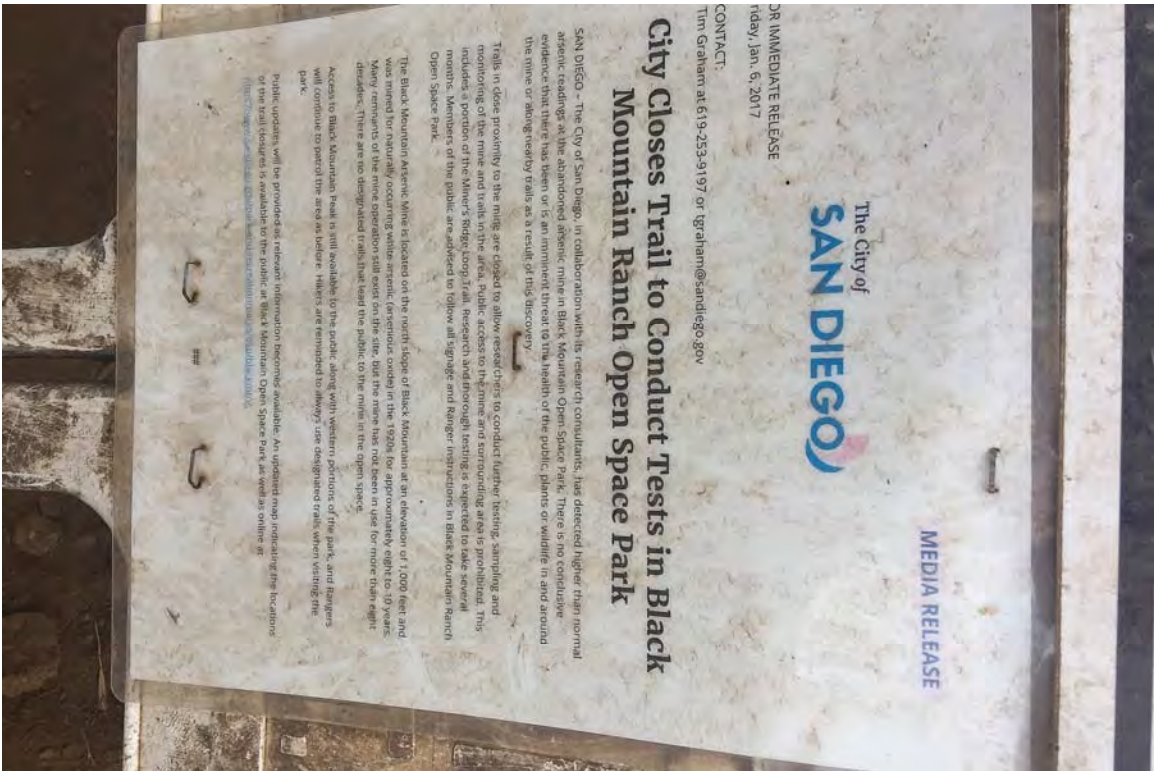 The City of
SAN DIEGO
MEDIA RELEASE
OR IMMEDIATE RELEASE
riday, Jan. 6, 2017
CONTACT:
Tim Graham at 619-253-9197 or tgraham@sandiego.gov
City Closes Trail to Conduct Tests in Black
Mountain Ranch Open Space Park
SAN DIEGO – The City of San Diego, in collaboration with its research consultants, has detected higher than normal
arsenic readings at the abandoned arsenic mine in Black Mountain Open Space Park. There is no conclusive
evidence that there has been or is an imminent threat to the health of the public, plants or wildlife in and around
the mine or along nearby trails as a result of this discovery.
Trails in close proximity to the mine are closed to allow researchers to conduct further testing, sampling and
monitoring of the mine and trails in the area. Public access to the mine and surrounding area is prohibited. This
includes a portion of the Miner's Ridge Loop Trail. Research and thorough testing is expected to take several
months. Members of the public are advised to follow all signage and Ranger instructions in Black Mountain Ranch
Open Space Park.
The Black Mountain Arsenic Mine is located on the north slope of Black Mountain at an elevation of 1,000 feet and
was mined for naturally occurring white arsenic (arsenious oxide) in the 1920s for approximately eight to 10 years.
Many remnants of the mine operation still exist on the site, but the mine has not been in use for more than eight
decades. There are no designated trails that lead the public to the mine in the open space.
Access to Black Mountain Peak is still available to the public along with western portions of the park, and Rangers
will continue to patrol the area as before. Hikers are reminded to always use designated trails when visiting the
park.
Public updates will be provided as relevant information becomes available. An updated map indicating the locations
of the trail closures is available to the public at Black Mountain Open Space Park as well as online at
###